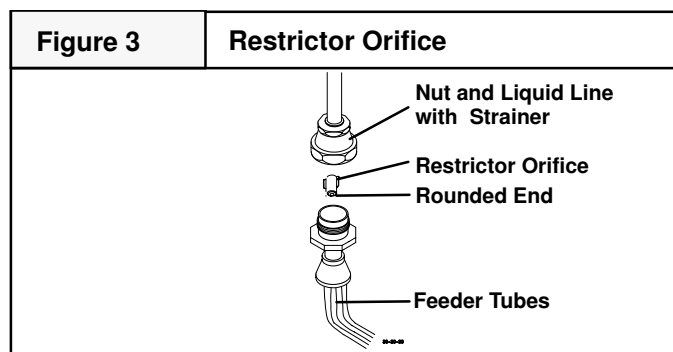 Figure 3
Restrictor Orifice
Nut and Liquid Line
with Strainer
Restrictor Orifice
Rounded End
Feeder Tubes